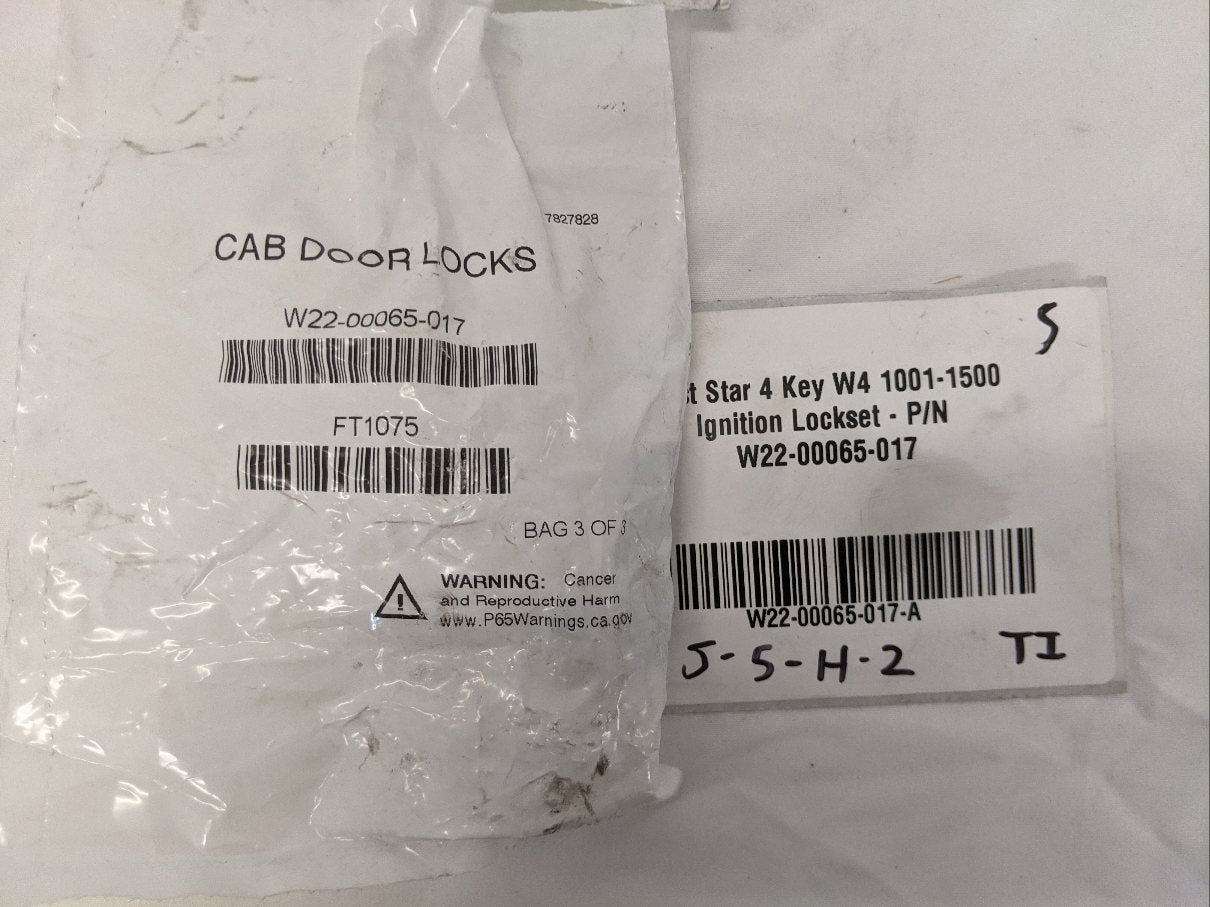 7827828
CAB DOOR LOCKS
W22-00065-017
FT1075
BAG 3 OF 3
WARNING: Cancer
and Reproductive Harm
www.P65Warnings.ca.gov
S
Star 4 Key W4 1001-1500
Ignition Lockset - P/N
W22-00065-017
W22-00065-017-A
J-5-H-2 TI